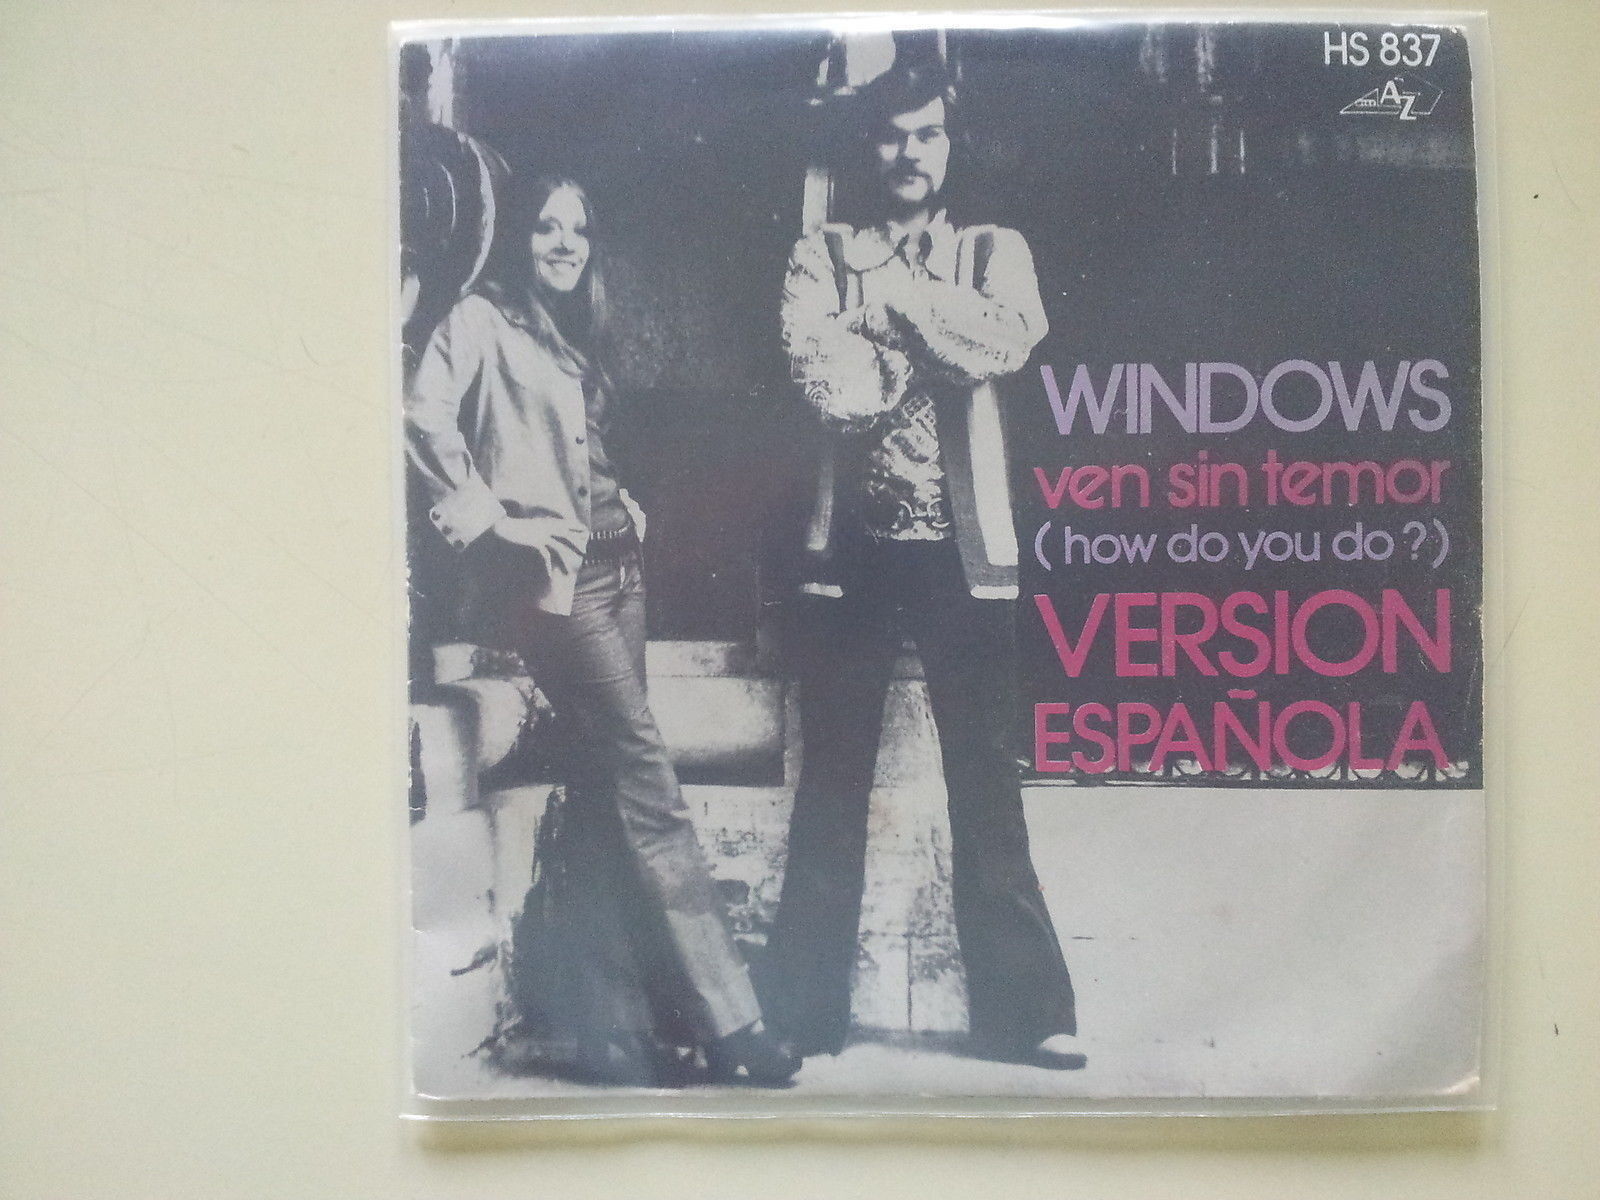 HS 837
AZ
WINDOWS
ven sin temor
( how do you do ? )
VERSION
ESPAÑOLA